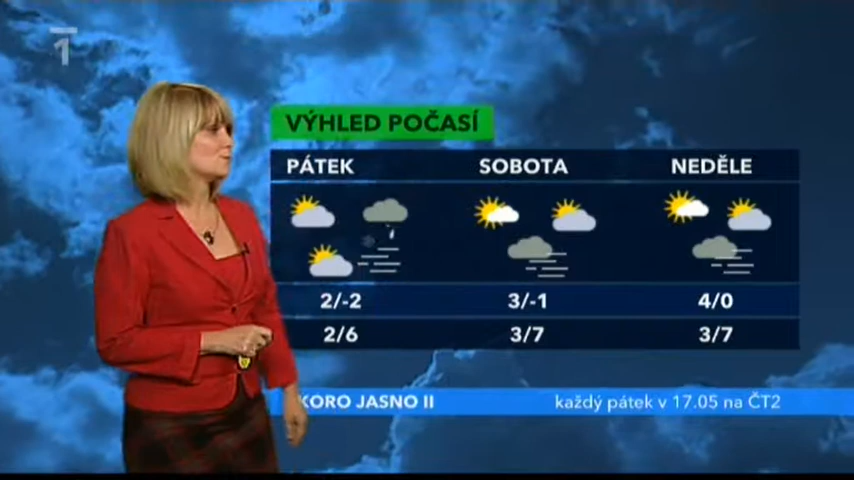 1
VÝHLED POČASÍ
PÁTEK SOBOTA NEDĚLE
2/-2 3/-1 4/0
2/6 3/7 3/7
KORO JASNO II každý pátek v 17.05 na ČT2